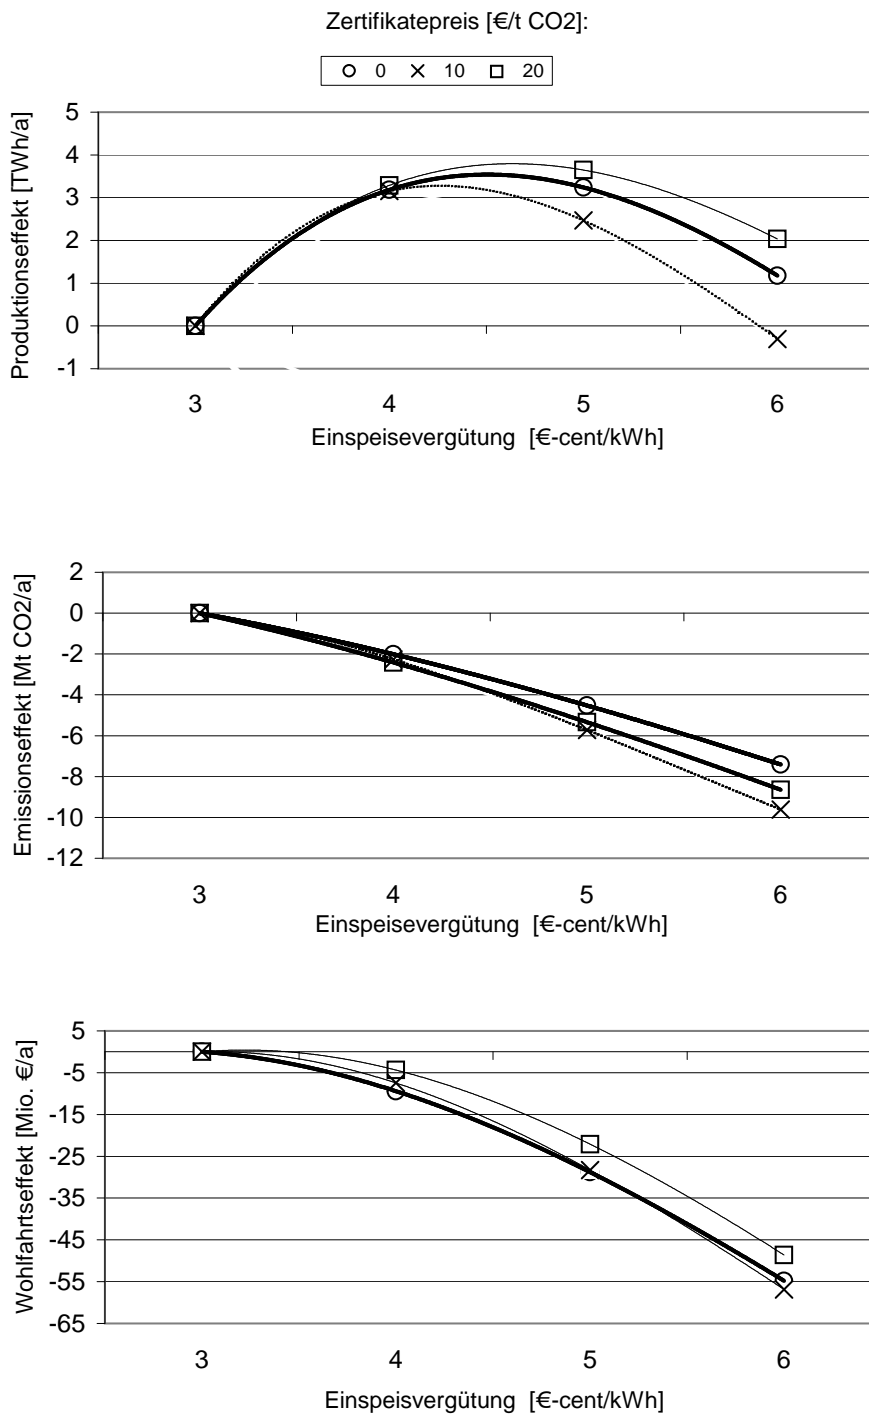 Zertifikatepreis [€/t CO2]:
0 10 20
Produktionseffekt [TWh/a]
5
4
3
2
1
0
-1
3 4 5 6
Einspeisevergütung [€-cent/kWh]
Emissionseffekt [Mt CO2/a]
2
0
-2
-4
-6
-8
-10
-12
3 4 5 6
Einspeisevergütung [€-cent/kWh]
Wohlfahrtseffekt [Mio. €/a]
5
-5
-15
-25
-35
-45
-55
-65
3 4 5 6
Einspeisvergütung [€-cent/kWh]